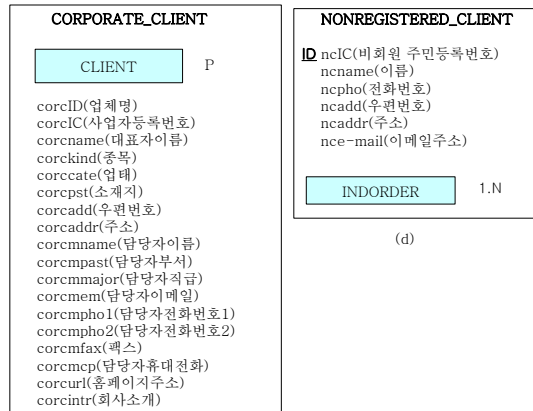 CORPORATE_CLIENT
CLIENT P
corcID(업체명)
corcIC(사업자등록번호)
corcname(대표자이름)
corckind(종목)
corccate(업태)
corcpst(소재지)
corcadd(우편번호)
corcaddr(주소)
corcmname(담당자이름)
corcmpast(담당자부서)
corcmmajor(담당자직급)
corcmem(담당자이메일)
corcmpho1(담당자전화번호1)
corcmpho2(담당자전화번호2)
corcmfax(팩스)
corcmcp(담당자휴대전화)
corcurl(홈페이지주소)
corcintr(회사소개)
NONREGISTERED_CLIENT
ID ncIC(비회원 주민등록번호)
ncname(이름)
ncpho(전화번호)
ncadd(우편번호)
ncaddr(주소)
nce-mail(이메일주소)
INDORDER 1.N
(d)